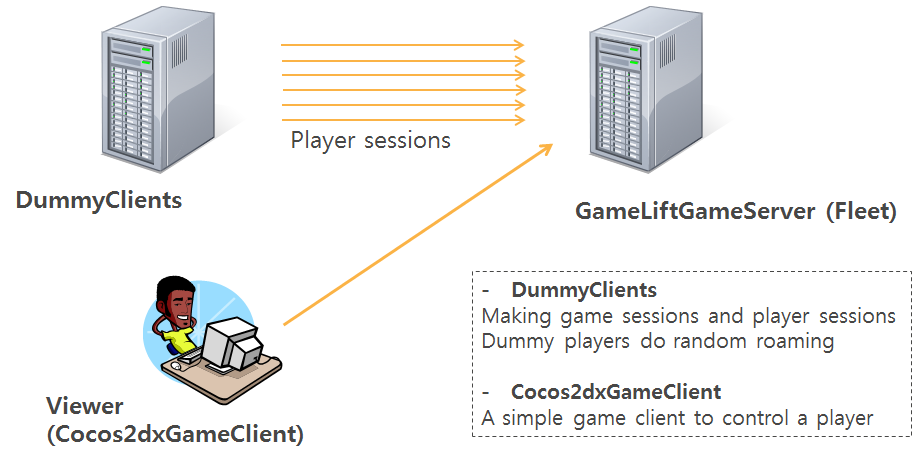 Player sessions
DummyClients
GameLiftGameServer (Fleet)
- DummyClients
Making game sessions and player sessions
Dummy players do random roaming
- Cocos2dxGameClient
A simple game client to control a player
Viewer
(Cocos2dxGameClient)